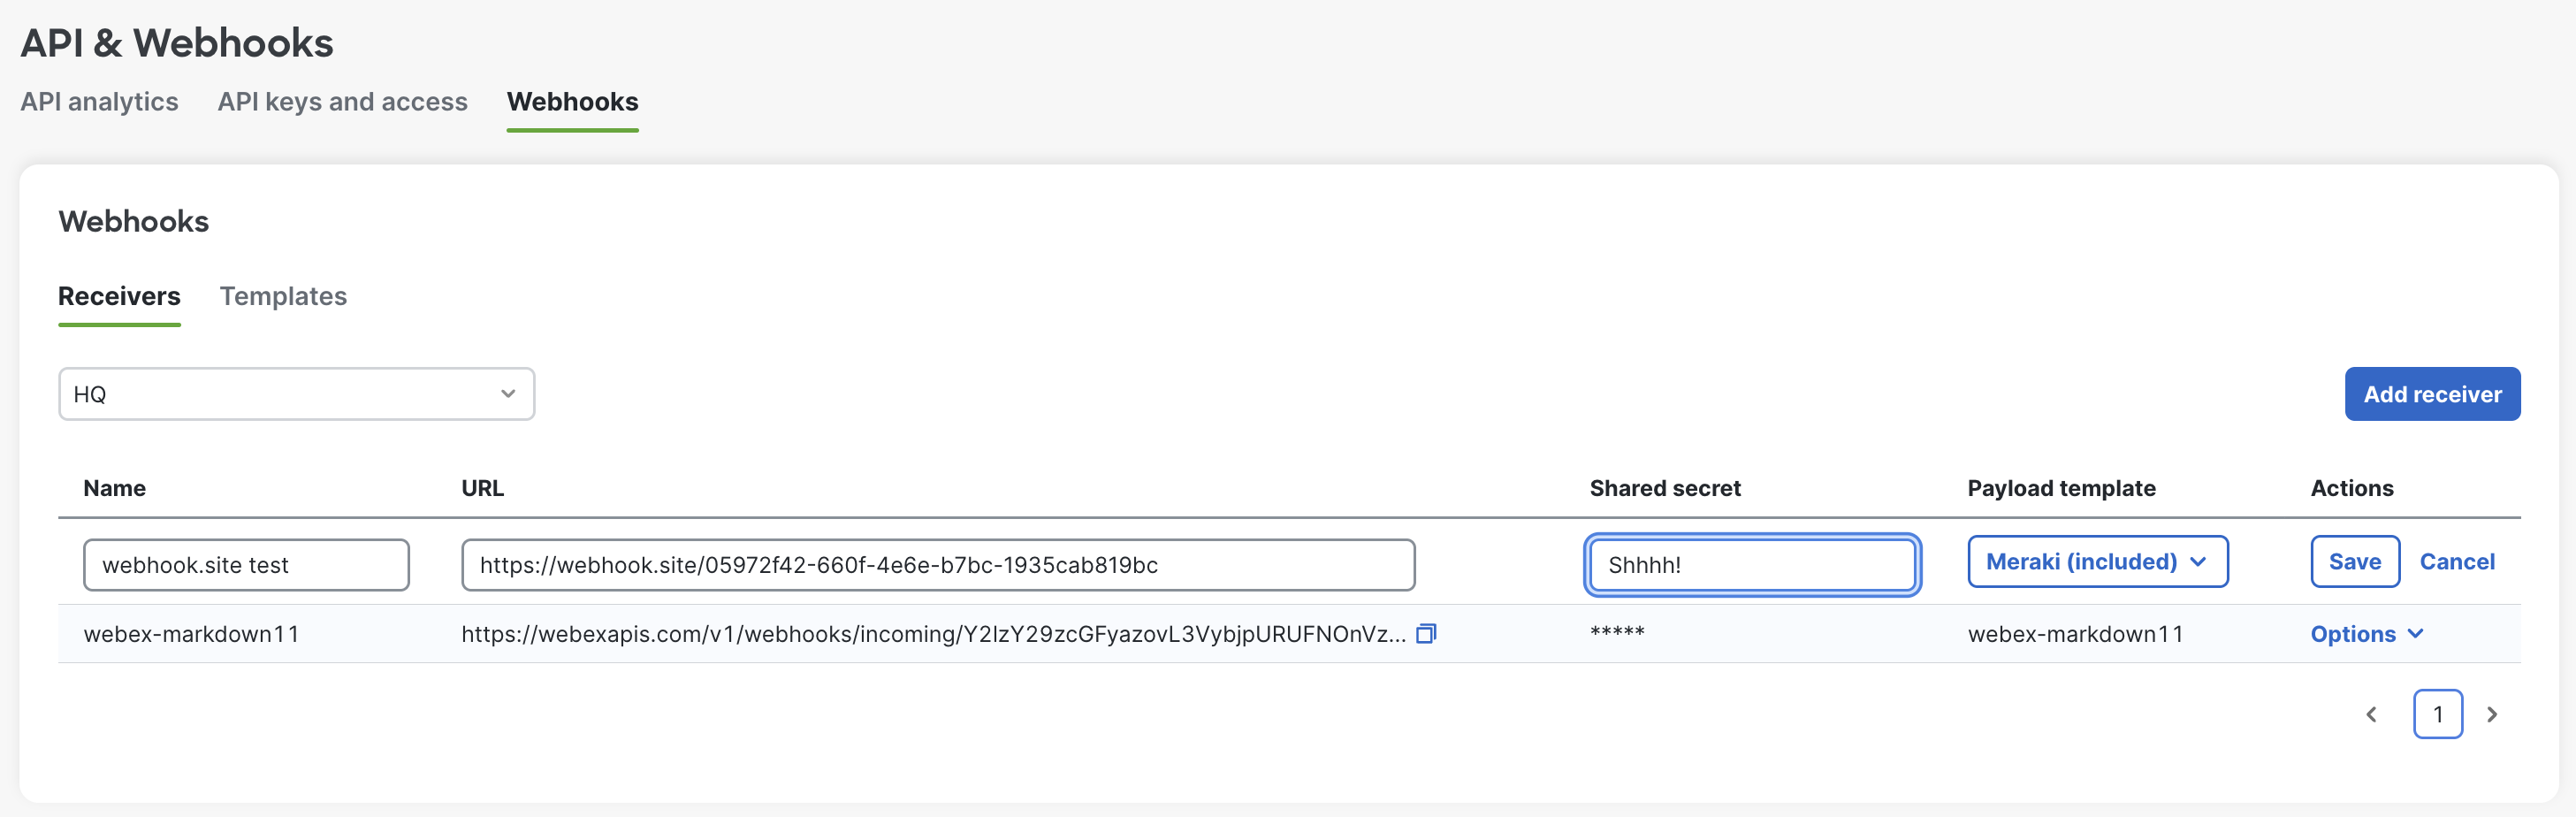 API & Webhooks
API analytics API keys and access Webhooks
Webhooks
Receivers Templates
HQ Add receiver
Name URL Shared secret Payload template Actions
webhook.site test https://webhook.site/05972f42-660f-4e6e-b7bc-1935cab819bc Shhhh! Meraki (included) Save Cancel
webex-markdown11 https://webexapis.com/v1/webhooks/incoming/Y2lzY29zcGFyazovL3VybjpURUFNOnVz... ***** webex-markdown11 Options
1